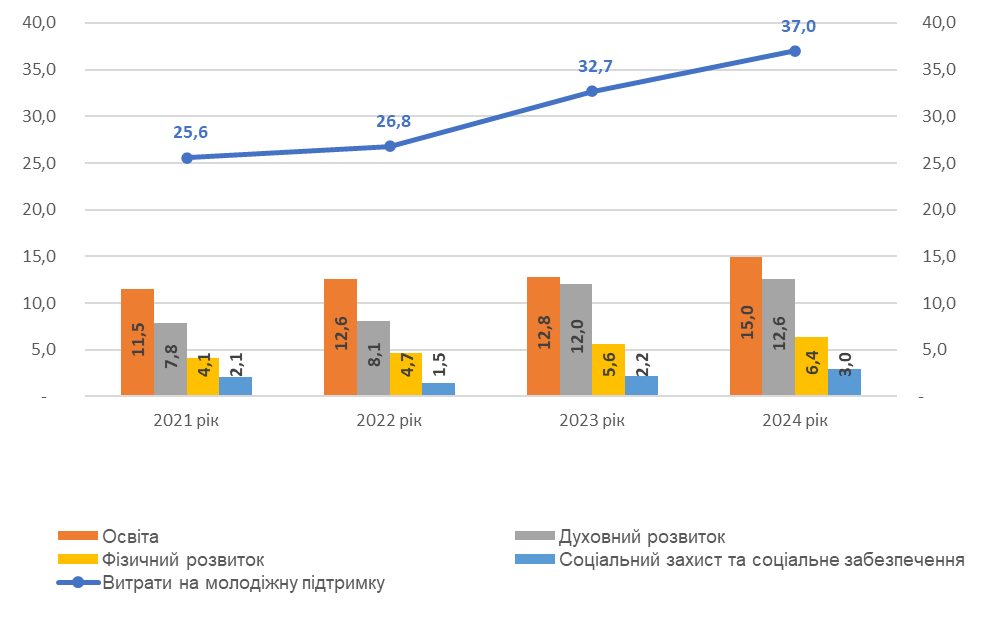 40,0 40,0
37,0
35,0 35,0
32,7
30,0 30,0
25,6 26,8
25,0 25,0
20,0 20,0
15,0 15,0
10,0 10,0
5,0 5,0
- -
11,5 7,8 4,1 2,1
12,6 8,1 4,7 1,5
12,8 12,0 5,6 2,2
15,0 12,6 6,4 3,0
2021 рік 2022 рік 2023 рік 2024 рік
Освіта Духовний розвиток
Фізичний розвиток Соціальний захист та соціальне забезпечення
Витрати на молодіжну підтримку